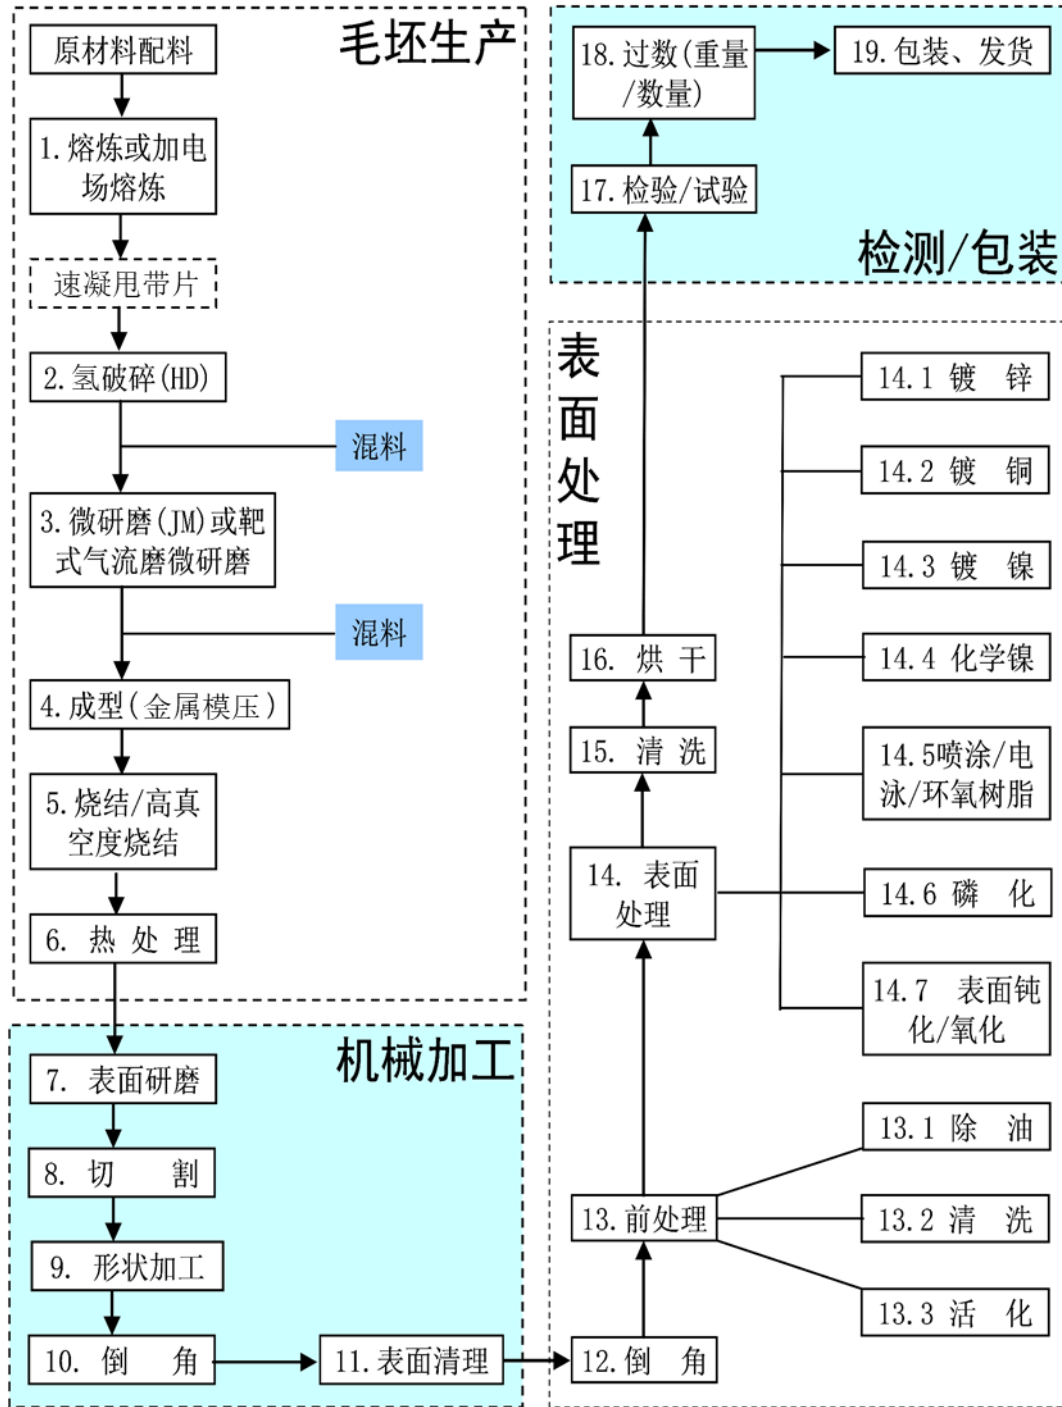 毛坯生产
原材料配料
1.熔炼或加电
场熔炼
速凝甩带片
2.氢破碎(HD)
混料
3.微研磨(JM)或靶
式气流磨微研磨
混料
4.成型(金属模压)
5.烧结/高真
空度烧结
6. 热 处 理
机械加工
7. 表面研磨
8. 切 割
9. 形状加工
10. 倒 角
11.表面清理
表面处理
12.倒 角
13.前处理
13.1 除 油
13.2 清 洗
13.3 活 化
14. 表面
处理
14.1 镀 锌
14.2 镀 铜
14.3 镀 镍
14.4 化学镍
14.5喷涂/电
泳/环氧树脂
14.6 磷 化
14.7 表面钝
化/氧化
15. 清 洗
16. 烘 干
检测/包装
17.检验/试验
18.过数(重量
/数量)
19.包装、发货